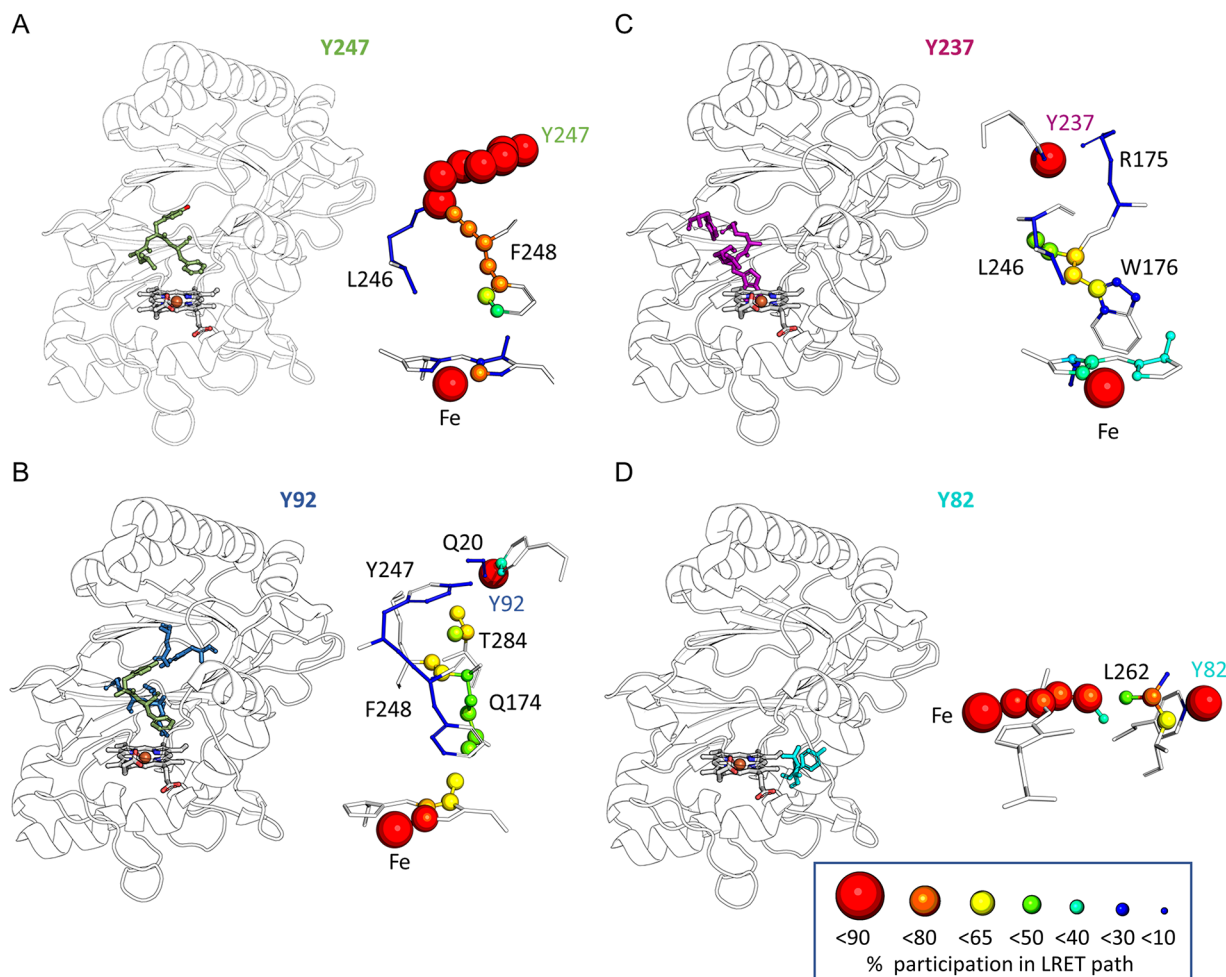 A
Y247
Y247
F248
L246
Fe
C
Y237
Y237
R175
L246
W176
Fe
B
Y92
Q20
Y247
Y92
T284
F248
Q174
Fe
D
Y82
L262
Y82
Fe
<90 <80 <65 <50 <40 <30 <10
% participation in LRET path